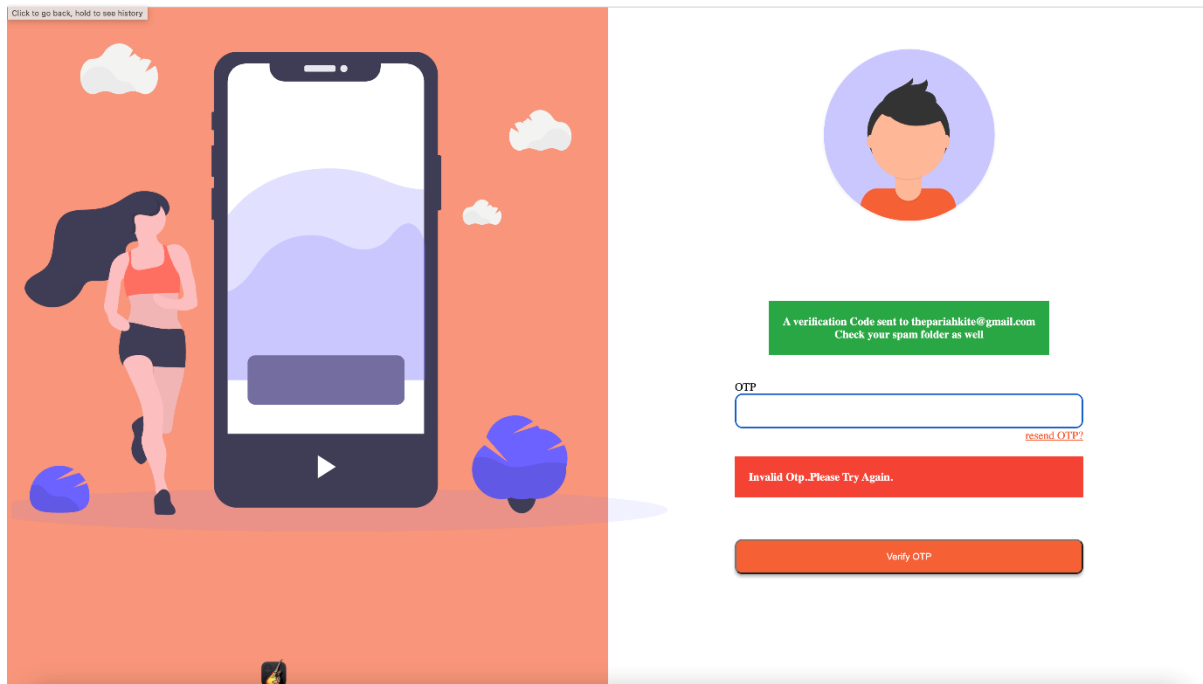 Click to go back, hold to see history
A verification Code sent to thepariahkite@gmail.com
Check your spam folder as well
OTP
resend OTP?
Invalid Otp..Please Try Again.
Verify OTP